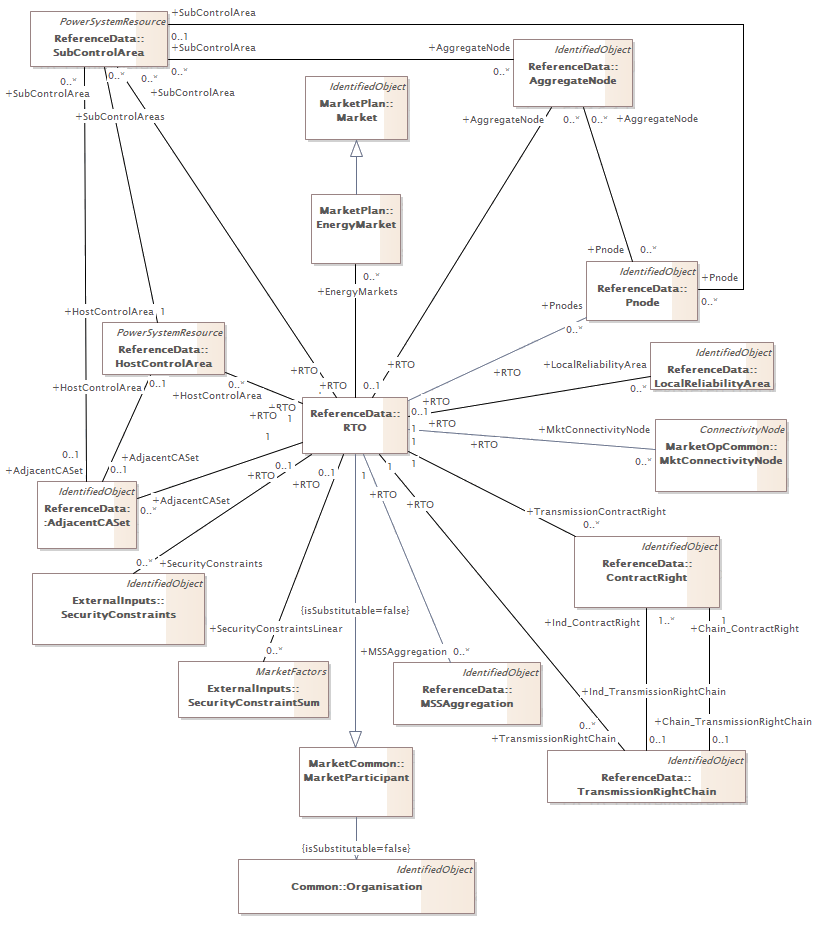 +SubControlArea
PowerSystemResource
ReferenceData::
SubControlArea
0..1
+SubControlArea
0..*
+AggregateNode
0..*
IdentifiedObject
ReferenceData::
AggregateNode
0..*
+SubControlArea
0..*
0..*
+SubControlArea
+SubControlAreas
IdentifiedObject
MarketPlan::
Market
+AggregateNode
0..*
0..*
+AggregateNode
MarketPlan::
EnergyMarket
0..*
+EnergyMarkets
+Pnode
0..*
IdentifiedObject
ReferenceData::
Pnode
+Pnode
0..*
+Pnodes
0..*
+HostControlArea
1
PowerSystemResource
ReferenceData::
HostControlArea
+HostControlArea
0..1
0..*
+HostControlArea
+RTO
+RTO
0..1
+RTO
+RTO
+LocalReliabilityArea
0..*
IdentifiedObject
ReferenceData::
LocalReliabilityArea
+RTO
+RTO
1
1
ReferenceData::
RTO
+RTO
0..1
+RTO
1
+RTO
1
1
+MktConnectivityNode
0..*
ConnectivityNode
MarketOpCommon::
MktConnectivityNode
0..1
+AdjacentCASet
+AdjacentCASet
0..1
IdentifiedObject
ReferenceData:
:AdjacentCASet
+AdjacentCASet
0..*
0..1
+RTO
0..1
+RTO
1
+RTO
1
+RTO
+TransmissionContractRight
0..*
IdentifiedObject
ReferenceData::
ContractRight
0..*
+SecurityConstraints
IdentifiedObject
ExternalInputs::
SecurityConstraints
{isSubstitutable=false}
+SecurityConstraintsLinear
0..*
MarketFactors
ExternalInputs::
SecurityConstraintSum
+MSSAggregation
0..*
IdentifiedObject
ReferenceData::
MSSAggregation
+Ind_ContractRight
1..*
1
+Chain_ContractRight
+Ind_TransmissionRightChain
0..1
+Chain_TransmissionRightChain
0..1
0..*
+TransmissionRightChain
IdentifiedObject
ReferenceData::
TransmissionRightChain
MarketCommon::
MarketParticipant
{isSubstitutable=false}
IdentifiedObject
Common::Organisation